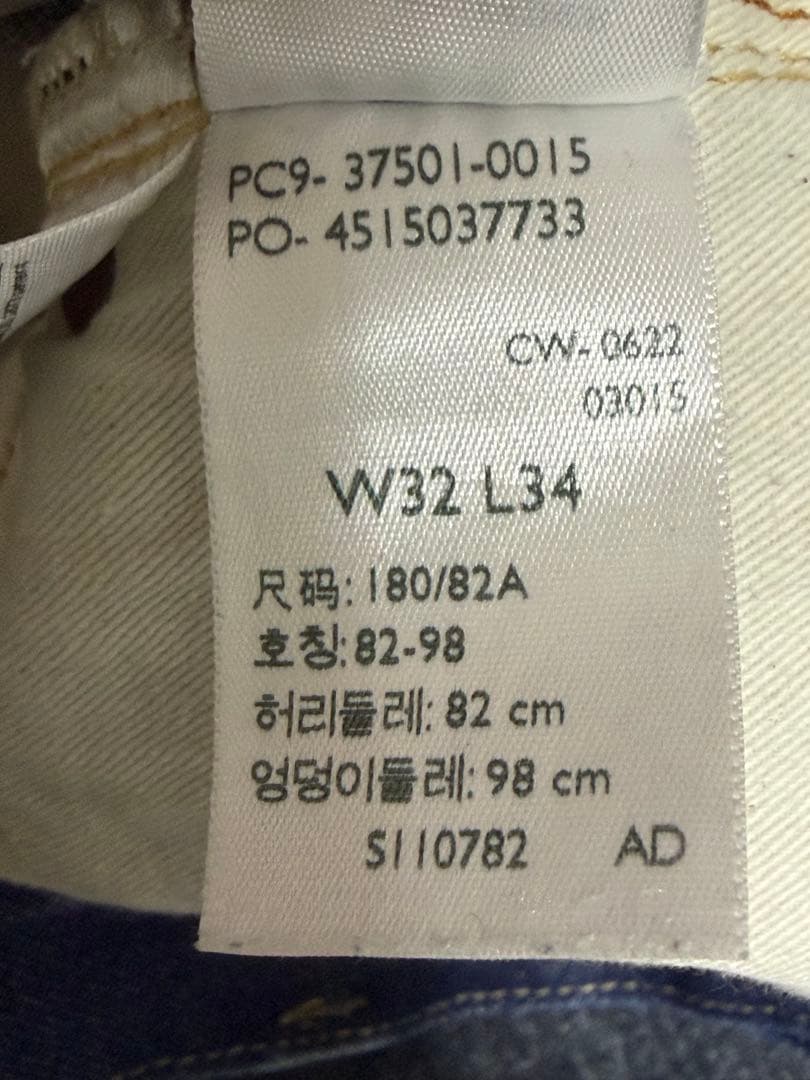 PC9- 37501-0015
PO- 4515037733
CW- 0622
03015
W32 L34
尺码: 180/82A
호칭: 82-98
허리둘레: 82 cm
엉덩이둘레: 98 cm
S110782 AD